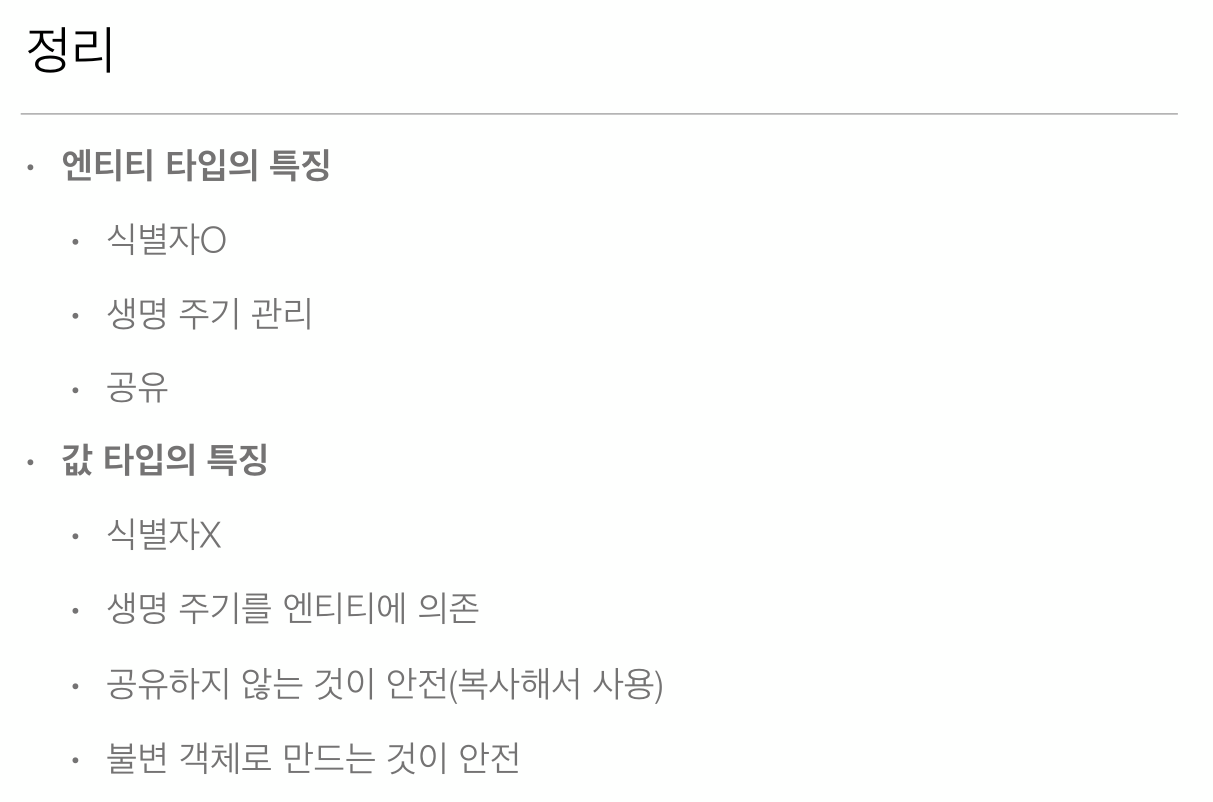 정리
· 엔티티 타입의 특징
· 식별자O
· 생명 주기 관리
· 공유
· 값 타입의 특징
· 식별자X
· 생명 주기를 엔티티에 의존
· 공유하지 않는 것이 안전(복사해서 사용)
· 불변 객체로 만드는 것이 안전